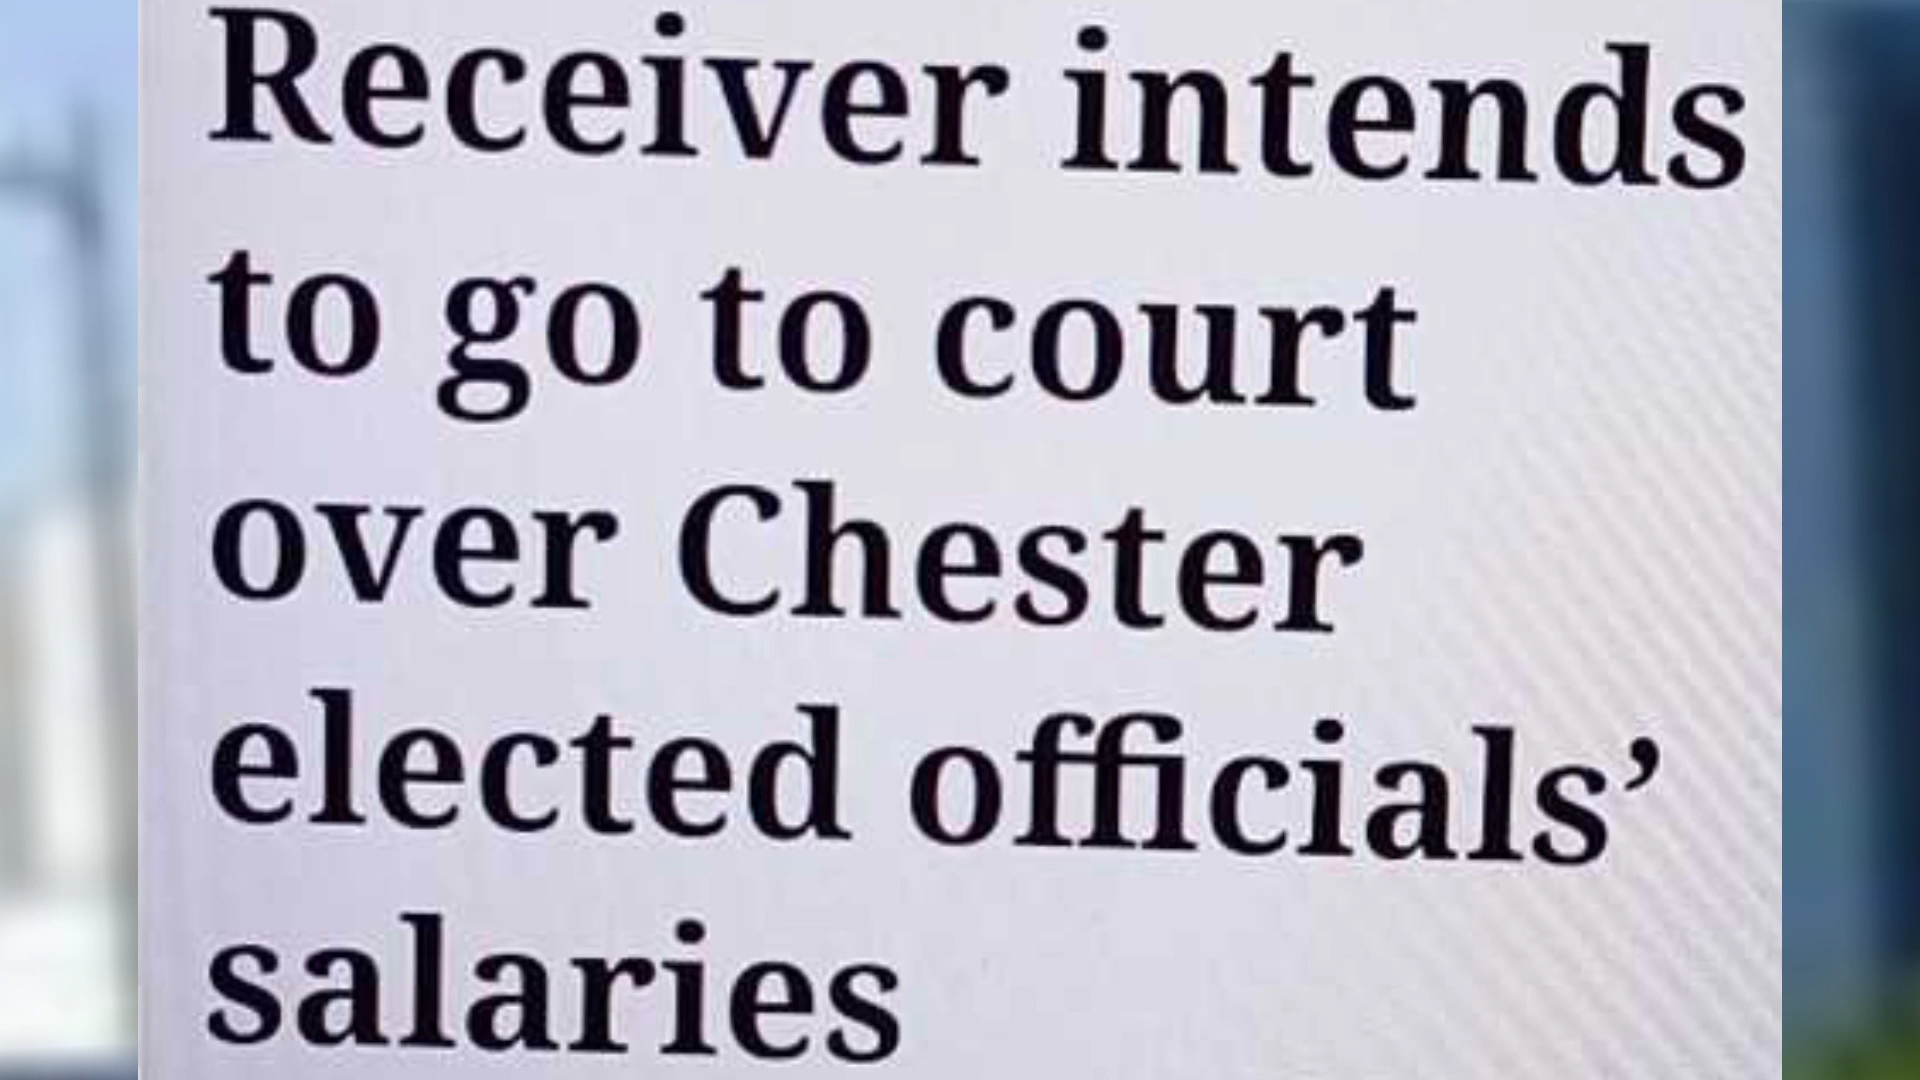 Receiver intends
to go to court
over Chester
elected officials’
salaries